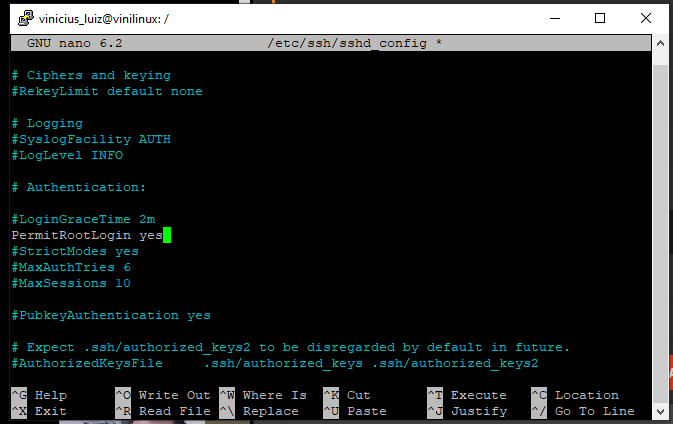 vinicius_luiz@vinilinux: /
GNU nano 6.2 /etc/ssh/sshd_config *
# Ciphers and keying
#RekeyLimit default none
# Logging
#SyslogFacility AUTH
#LogLevel INFO
# Authentication:
#LoginGraceTime 2m
PermitRootLogin yes
#StrictModes yes
#MaxAuthTries 6
#MaxSessions 10
#PubkeyAuthentication yes
# Expect .ssh/authorized_keys2 to be disregarded by default in future.
#AuthorizedKeysFile .ssh/authorized_keys .ssh/authorized_keys2
^G Help ^O Write Out ^W Where Is ^K Cut ^T Execute ^C Location
^X Exit ^R Read File ^\ Replace ^U Paste ^J Justify ^/ Go To Line